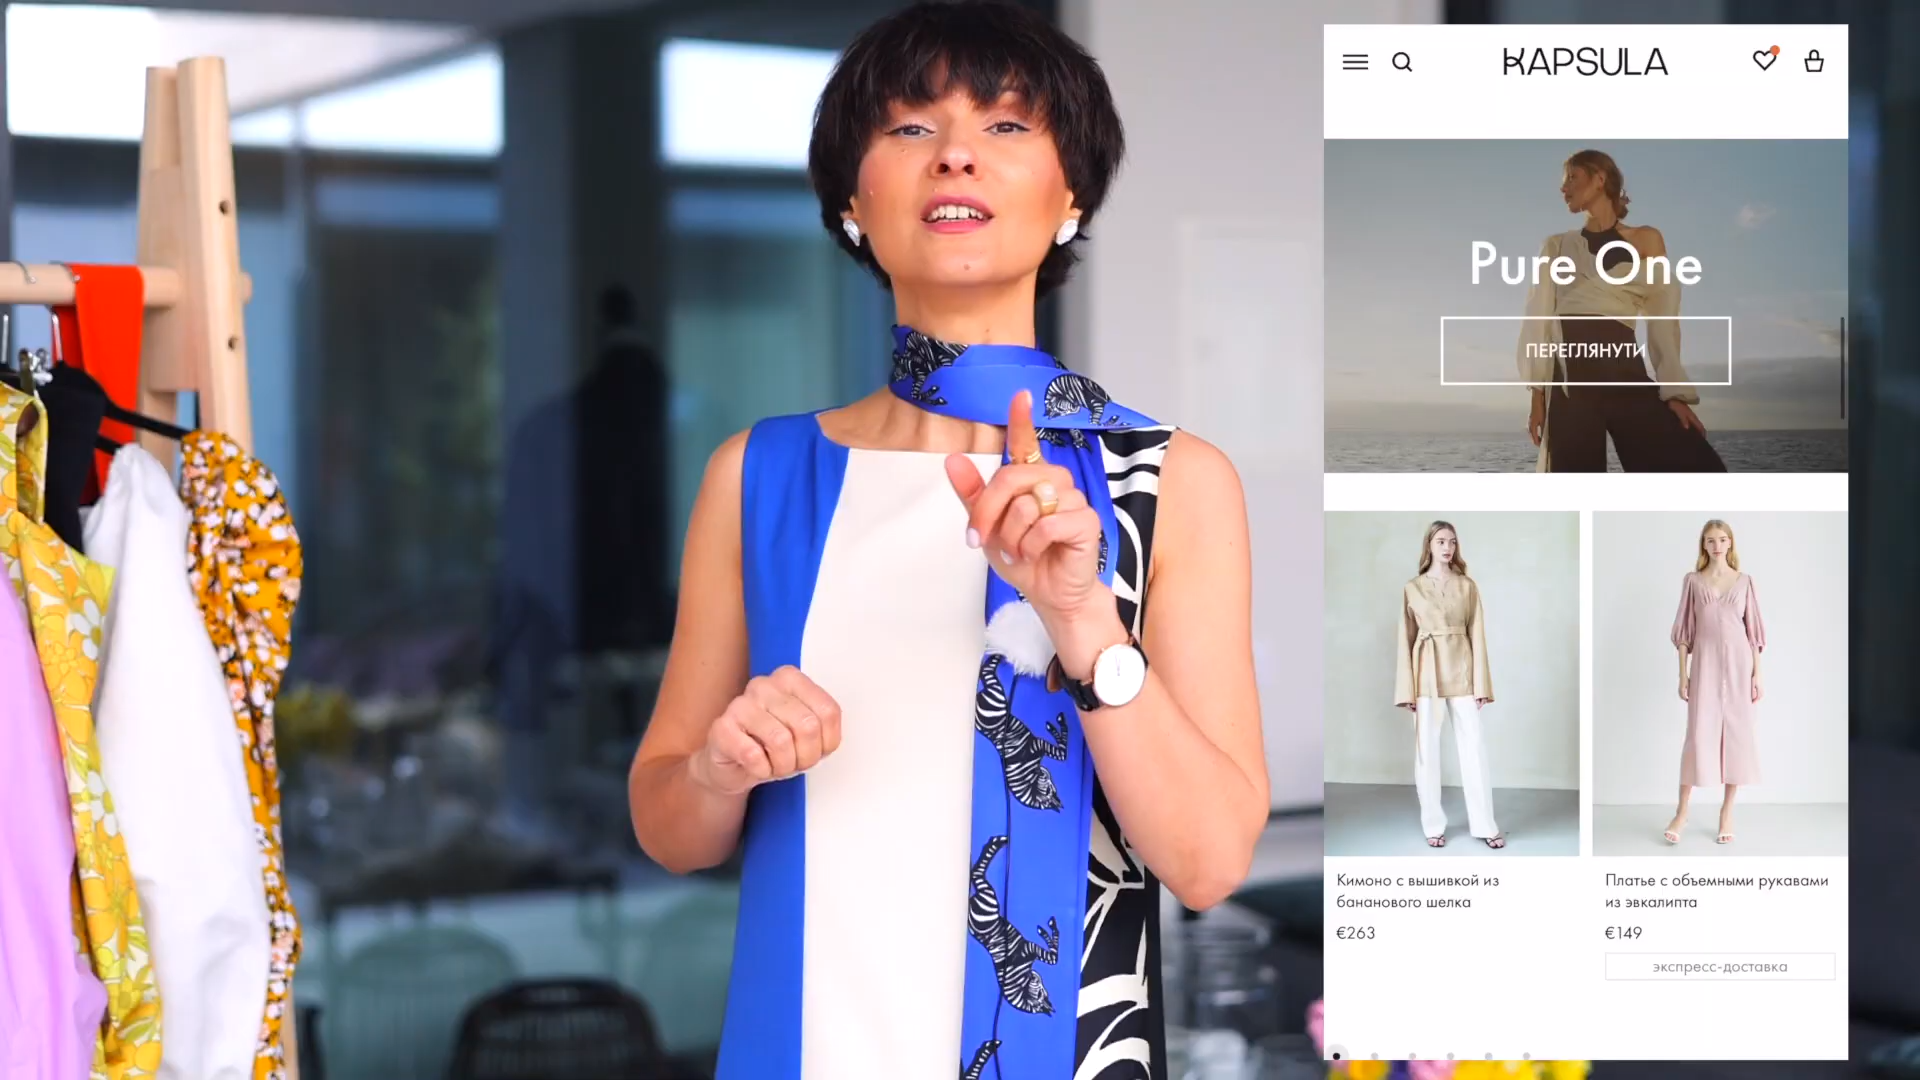 KAPSULA
Pure One
ПЕРЕГЛЯНУТИ
Кимоно с вышивкой из
бананового шелка
€263
Платье с объемными рукавами
из эвкалипта
€149
экспресс-доставка